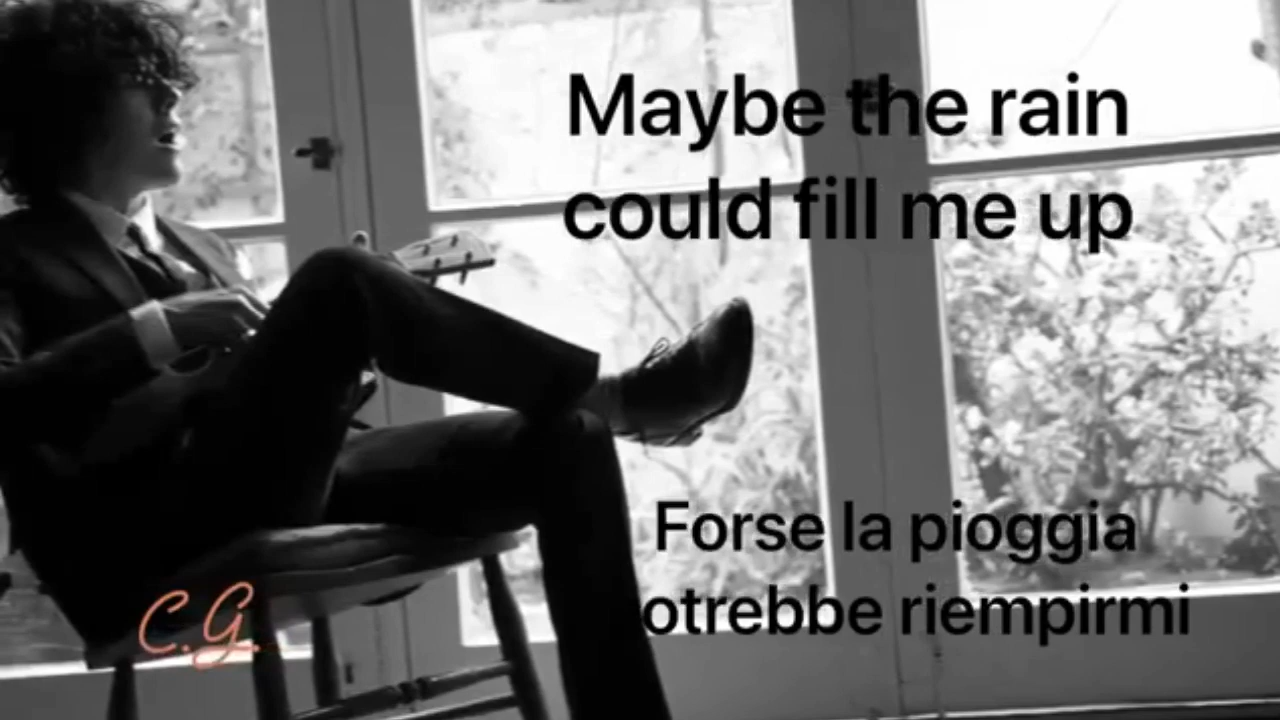 Maybe the rain
could fill me up
Forse la pioggia
otrebbe riempirmi
C.G.